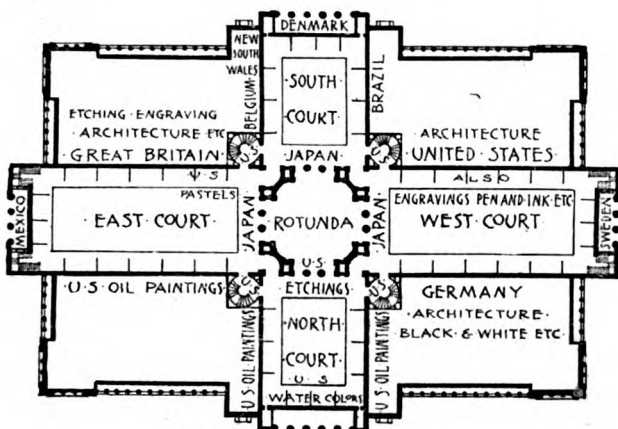 DENMARK
NEW
SOUTH
WALES
BELGIUM
·SOUTH·
COURT·
BRAZIL
ETCHING·ENGRAVING
·ARCHITECTURE·ETC
·GREAT BRITAIN·
U·S
JAPAN
U·S
·ARCHITECTURE
·UNITED·STATES·
U·S
PASTELS
·ALSO·
MEXICO
·EAST·COURT·
JAPAN
·ROTUNDA·
JAPAN
ENGRAVINGS PEN·AND·INK·ETC
WEST·COURT·
SWEDEN
U·S·
·U·S·OIL PAINTINGS·
U·S
ETCHINGS
U·S
GERMANY
·ARCHITECTURE·
BLACK·&·WHITE ETC·
U·S·OIL·PAINTINGS
·NORTH·
COURT·
·U·S
WATER COLORS
U·S·OIL·PAINTINGS